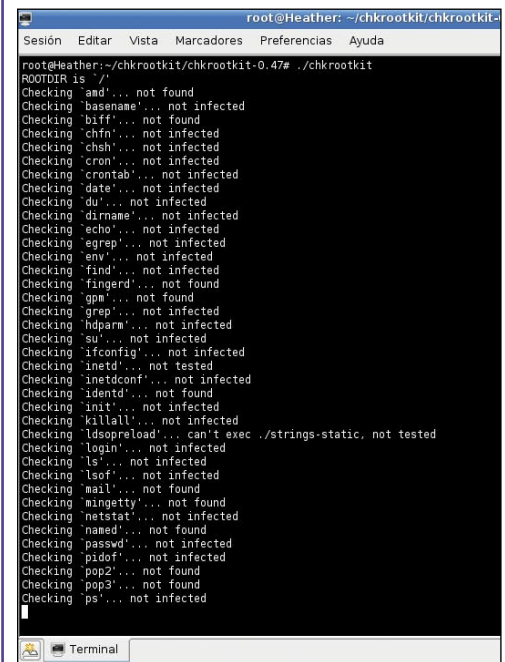 root@Heather: ~/chkrootkit/chkrootkit-
Sesión Editar Vista Marcadores Preferencias Ayuda
root@Heather:~/chkrootkit/chkrootkit-0.47# ./chkrootkit
ROOTDIR is `/'
Checking `amd'... not found
Checking `basename'... not infected
Checking `biff'... not found
Checking `chfn'... not infected
Checking `chsh'... not infected
Checking `cron'... not infected
Checking `crontab'... not infected
Checking `date'... not infected
Checking `du'... not infected
Checking `dirname'... not infected
Checking `echo'... not infected
Checking `egrep'... not infected
Checking `env'... not infected
Checking `find'... not infected
Checking `fingerd'... not found
Checking `gpm'... not found
Checking `grep'... not infected
Checking `hdparm'... not infected
Checking `su'... not infected
Checking `ifconfig'... not infected
Checking `inetd'... not tested
Checking `inetdconf'... not infected
Checking `identd'... not found
Checking `init'... not infected
Checking `killall'... not infected
Checking `ldsopreload'... can't exec ./strings-static, not tested
Checking `login'... not infected
Checking `ls'... not infected
Checking `lsof'... not infected
Checking `mail'... not found
Checking `mingetty'... not found
Checking `netstat'... not infected
Checking `named'... not found
Checking `passwd'... not infected
Checking `pidof'... not infected
Checking `pop2'... not found
Checking `pop3'... not found
Checking `ps'... not infected
Terminal